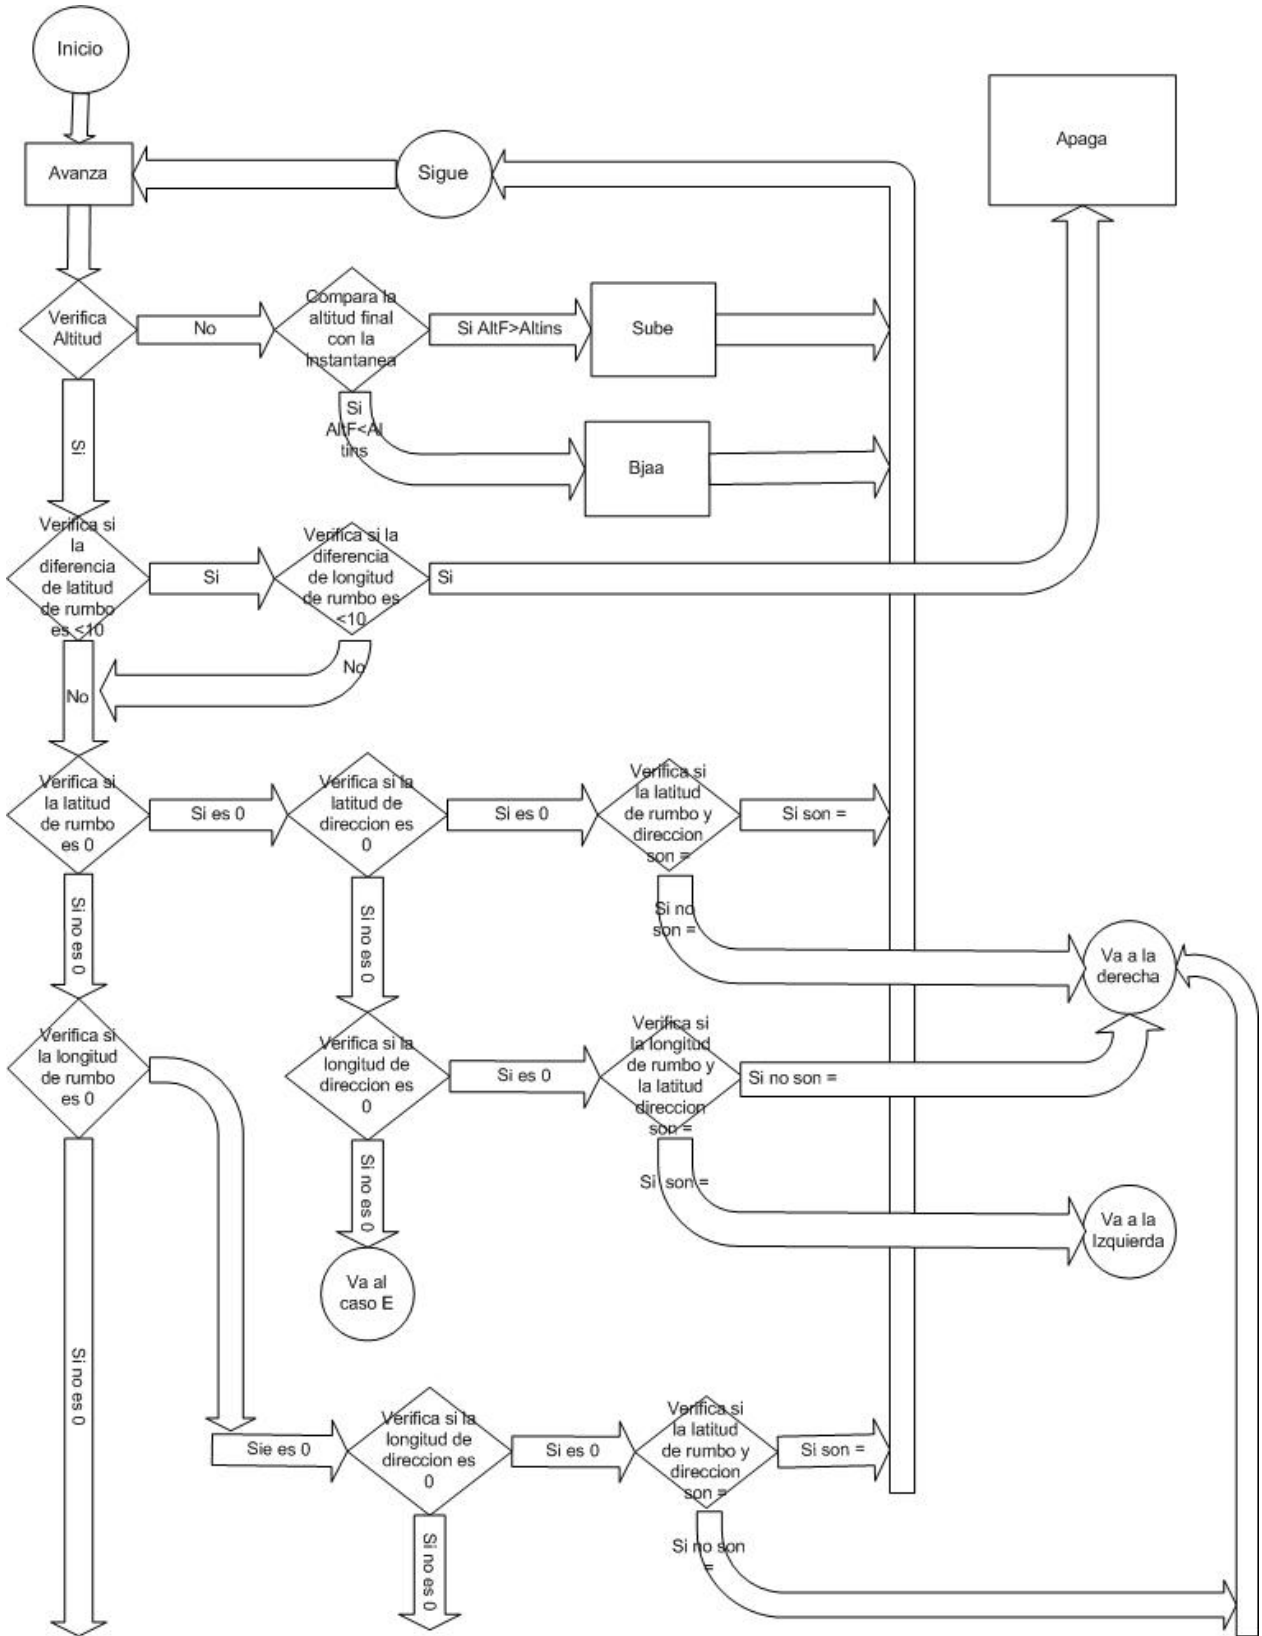 Inicio
Apaga
Avanza
Sigue
Verifica
Altitud
No
Compara la
altitud final
con la
Instantanea
Si AltF>Altins
Sube
Si
AltF<Al
tins
Bjaa
Si
Verifica si
la
diferencia
de latitud
de rumbo
es <10
Si
Verifica si la
diferencia
de longitud
de rumbo es
<10
Si
No
No
Verifica si
la latitud
de rumbo
es 0
Si es 0
Verifica si la
latitud de
direccion es
0
Si es 0
Verifica si
la latitud
de rumbo y
direccion
son =
Si son =
Si no es 0
Si no es 0
Si no
son =
Va a la
derecha
Verifica si
la longitud
de rumbo
es 0
Verifica si la
longitud de
direccion es
0
Si es 0
Verifica si
la longitud
de rumbo y
la latitud
direccion
son =
Si no son =
Si no es 0
Si son =
Va a la
Izquierda
Va al
caso E
Si no es 0
Sie es 0
Verifica si la
longitud de
direccion es
0
Si es 0
Verifica si
la latitud
de rumbo y
direccion
son =
Si son =
Si no es 0
Si no son
=